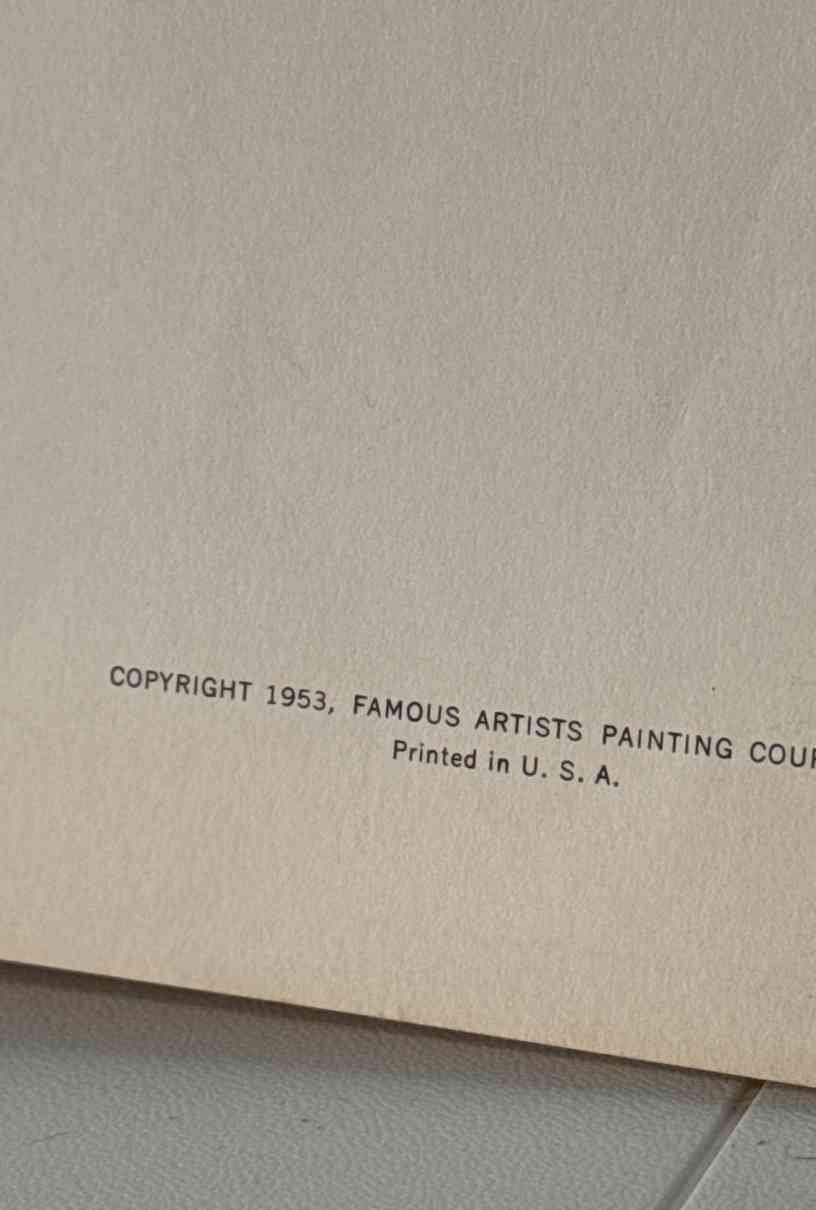 COPYRIGHT 1953, FAMOUS ARTISTS PAINTING
Printed in U. S. A.